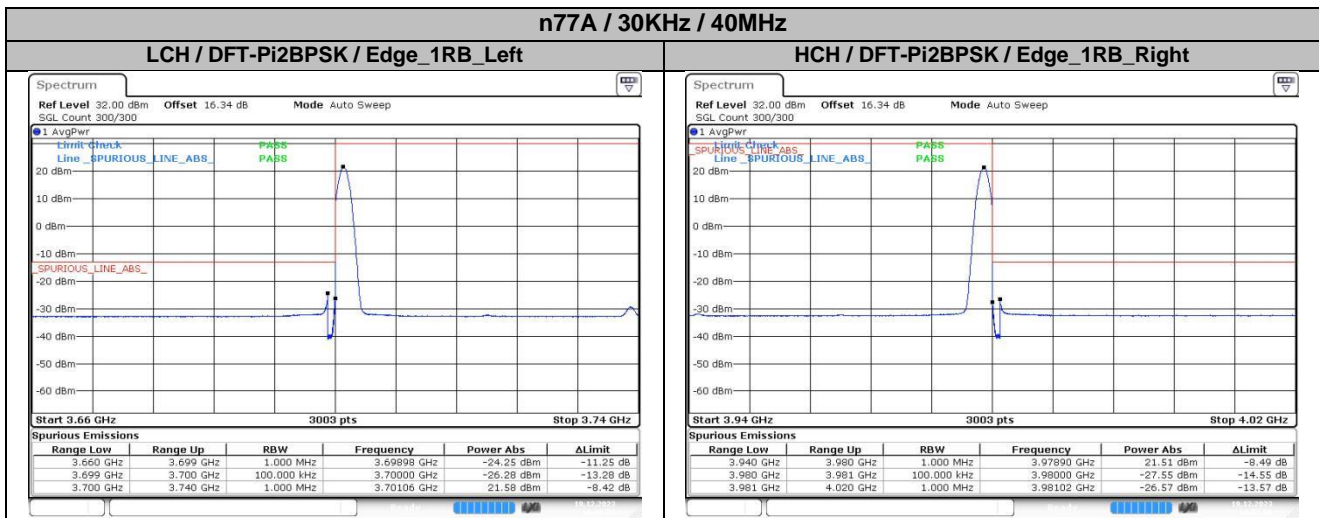 n77A / 30KHz / 40MHz
LCH / DFT-Pi2BPSK / Edge_1RB_Left
HCH / DFT-Pi2BPSK / Edge_1RB_Right
Spectrum
Ref Level 32.00 dBm Offset 16.34 dB Mode Auto Sweep
SGL Count 300/300
1 AvgPwr
Limit Check PASS
Line _SPURIOUS_LINE_ABS_ PASS
20 dBm
10 dBm
0 dBm
-10 dBm
_SPURIOUS_LINE_ABS_
-20 dBm
-30 dBm
-40 dBm
-50 dBm
-60 dBm
Start 3.66 GHz 3003 pts Stop 3.74 GHz
Spurious Emissions
Range Low Range Up RBW Frequency Power Abs ΔLimit
3.660 GHz 3.699 GHz 1.000 MHz 3.69898 GHz -24.25 dBm -11.25 dB
3.699 GHz 3.700 GHz 100.000 kHz 3.70000 GHz -26.28 dBm -13.28 dB
3.700 GHz 3.740 GHz 1.000 MHz 3.70106 GHz 21.58 dBm -8.42 dB
Spectrum
Ref Level 32.00 dBm Offset 16.34 dB Mode Auto Sweep
SGL Count 300/300
1 AvgPwr
Limit Check PASS
_SPURIOUS_LINE_ABS_
Line _SPURIOUS_LINE_ABS_ PASS
20 dBm
10 dBm
0 dBm
-10 dBm
-20 dBm
-30 dBm
-40 dBm
-50 dBm
-60 dBm
Start 3.94 GHz 3003 pts Stop 4.02 GHz
Spurious Emissions
Range Low Range Up RBW Frequency Power Abs ΔLimit
3.940 GHz 3.980 GHz 1.000 MHz 3.97890 GHz 21.51 dBm -8.49 dB
3.980 GHz 3.981 GHz 100.000 kHz 3.98000 GHz -27.55 dBm -14.55 dB
3.981 GHz 4.020 GHz 1.000 MHz 3.98102 GHz -26.57 dBm -13.57 dB